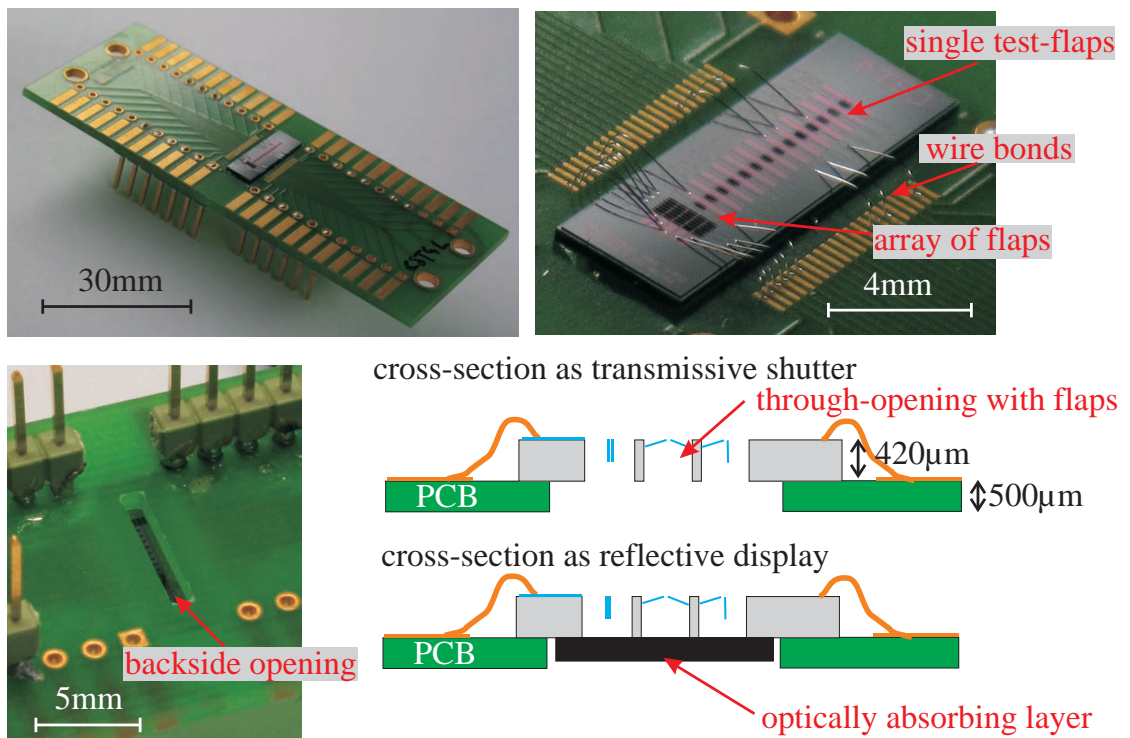 single test-flaps
wire bonds
array of flaps
30mm
4mm
cross-section as transmissive shutter
through-opening with flaps
420µm
PCB
500µm
cross-section as reflective display
PCB
backside opening
5mm
optically absorbing layer